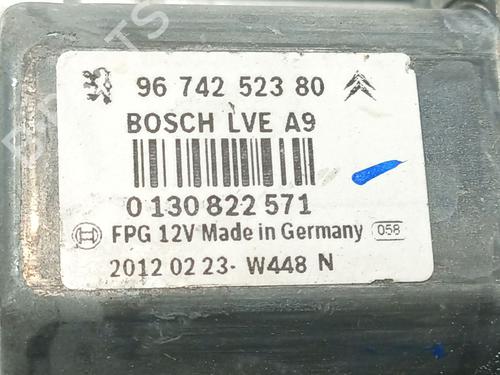 96 742 523 80
BOSCH LVE A9
0 130 822 571
FPG 12V Made in Germany 058
2012 02 23- W448 N